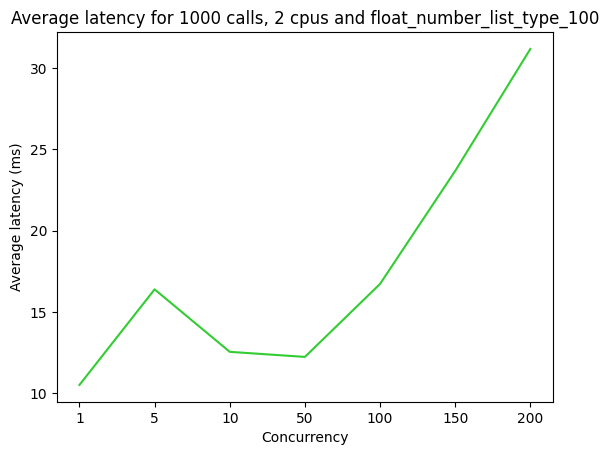 Average latency for 1000 calls, 2 cpus and float_number_list_type_100
Average latency (ms)
30
25
20
15
10
1 5 10 50 100 150 200
Concurrency